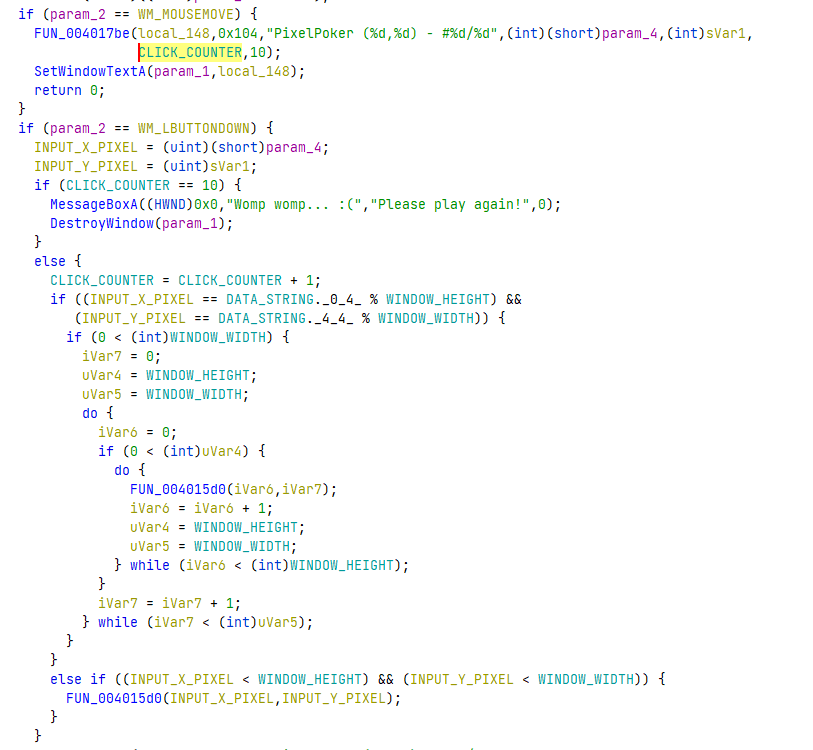 if (param_2 == WM_MOUSEMOVE) {
FUN_004017be(local_148,0x104,"PixelPoker (%d,%d) - #%d/%d",(int)(short)param_4,(int)sVar1,
CLICK_COUNTER,10);
SetWindowTextA(param_1,local_148);
return 0;
}
if (param_2 == WM_LBUTTONDOWN) {
INPUT_X_PIXEL = (uint)(short)param_4;
INPUT_Y_PIXEL = (uint)sVar1;
if (CLICK_COUNTER == 10) {
MessageBoxA((HWND)0x0,"Womp womp... :(","Please play again!",0);
DestroyWindow(param_1);
}
else {
CLICK_COUNTER = CLICK_COUNTER + 1;
if ((INPUT_X_PIXEL == DATA_STRING._0_4_ % WINDOW_HEIGHT) &&
(INPUT_Y_PIXEL == DATA_STRING._4_4_ % WINDOW_WIDTH)) {
if (0 < (int)WINDOW_WIDTH) {
iVar7 = 0;
uVar4 = WINDOW_HEIGHT;
uVar5 = WINDOW_WIDTH;
do {
iVar6 = 0;
if (0 < (int)uVar4) {
do {
FUN_004015d0(iVar6,iVar7);
iVar6 = iVar6 + 1;
uVar4 = WINDOW_HEIGHT;
uVar5 = WINDOW_WIDTH;
} while (iVar6 < (int)WINDOW_HEIGHT);
}
iVar7 = iVar7 + 1;
} while (iVar7 < (int)uVar5);
}
}
else if ((INPUT_X_PIXEL < WINDOW_HEIGHT) && (INPUT_Y_PIXEL < WINDOW_WIDTH)) {
FUN_004015d0(INPUT_X_PIXEL,INPUT_Y_PIXEL);
}
}